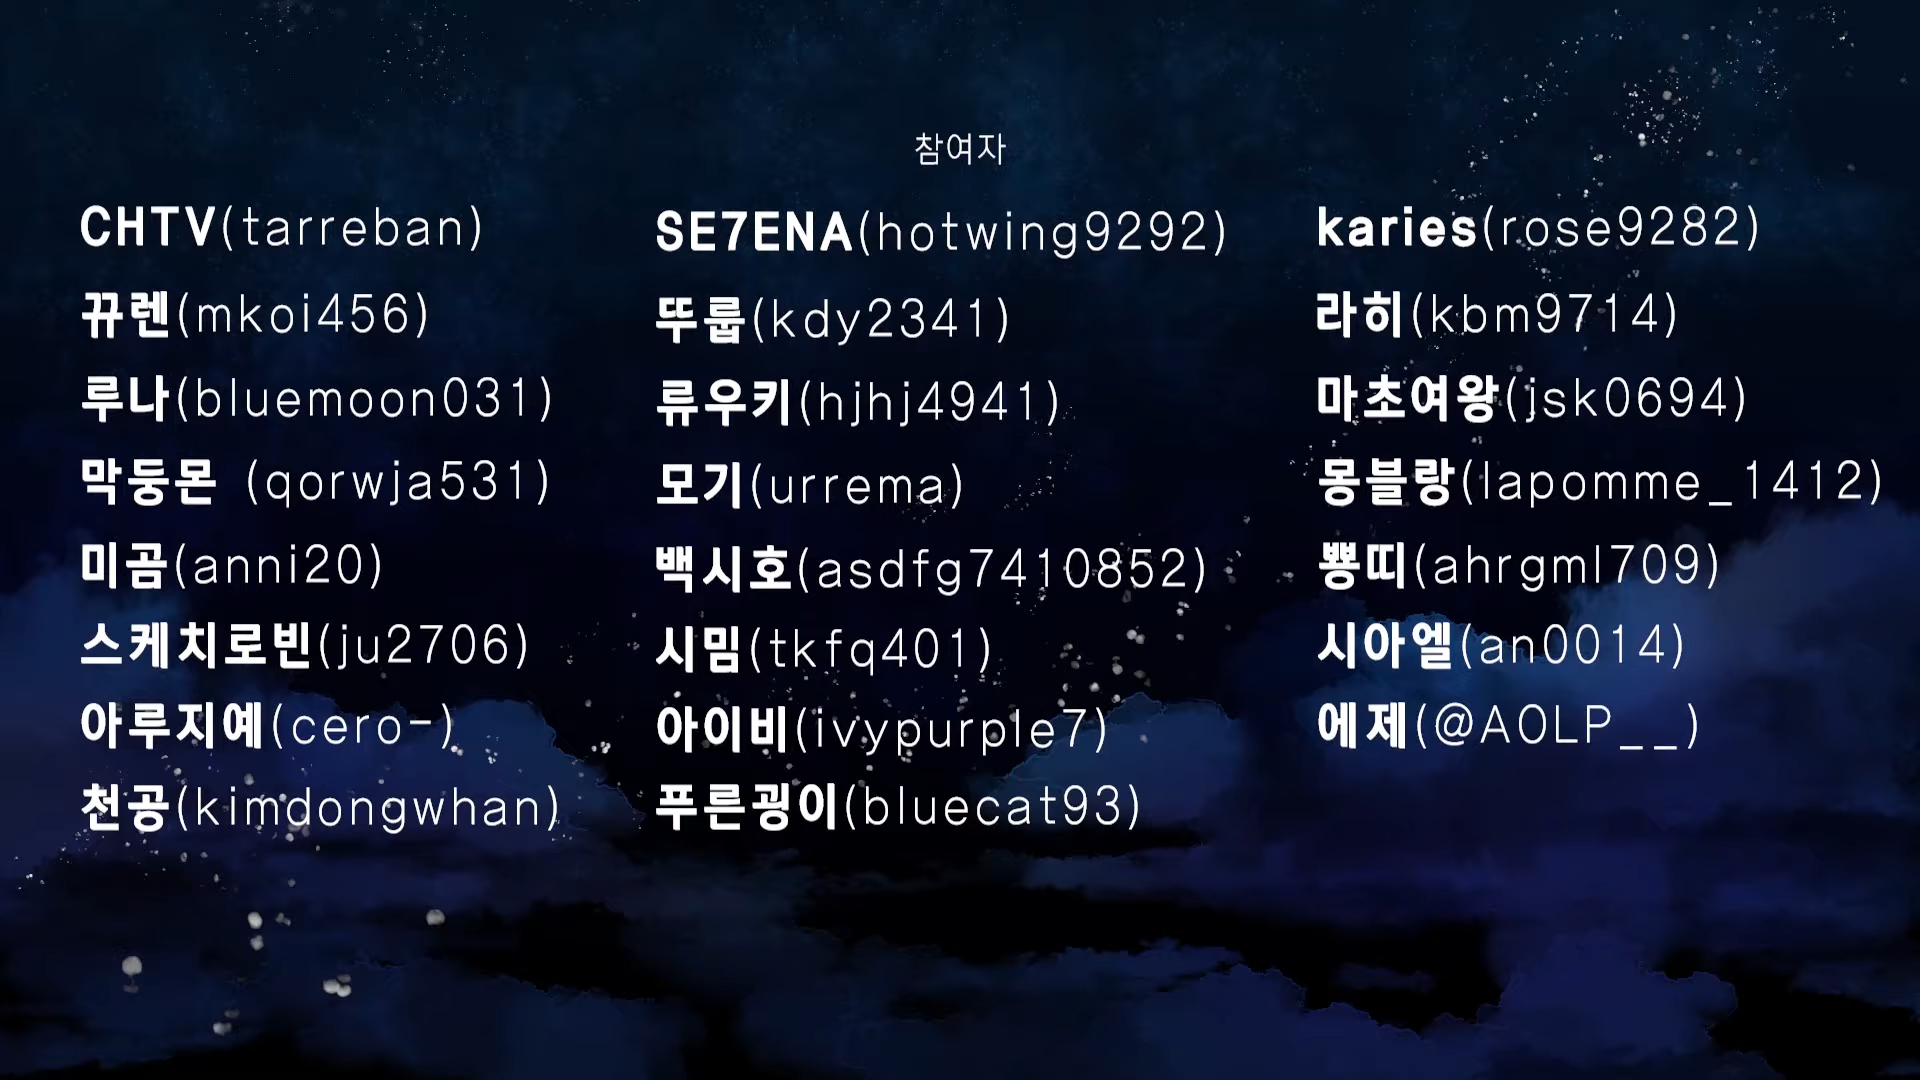 참여자
CHTV(tarreban)
뀨렌(mkoi456)
루나(bluemoon031)
막둥몬 (qorwja531)
미곰(anni20)
스케치로빈(ju2706)
아루지예(cero-)
천공(kimdongwhan)
SE7ENA(hotwing9292)
뚜룹(kdy2341)
류우키(hjhj4941)
모기(urrema)
백시호(asdfg7410852)
시밈(tkfq401)
아이비(ivypurple7)
푸른굉이(bluecat93)
karies(rose9282)
라히(kbm9714)
마초여왕(jsk0694)
몽블랑(lapomme_1412)
뿅띠(ahrgml709)
시아엘(an0014)
에제(@AOLP__)